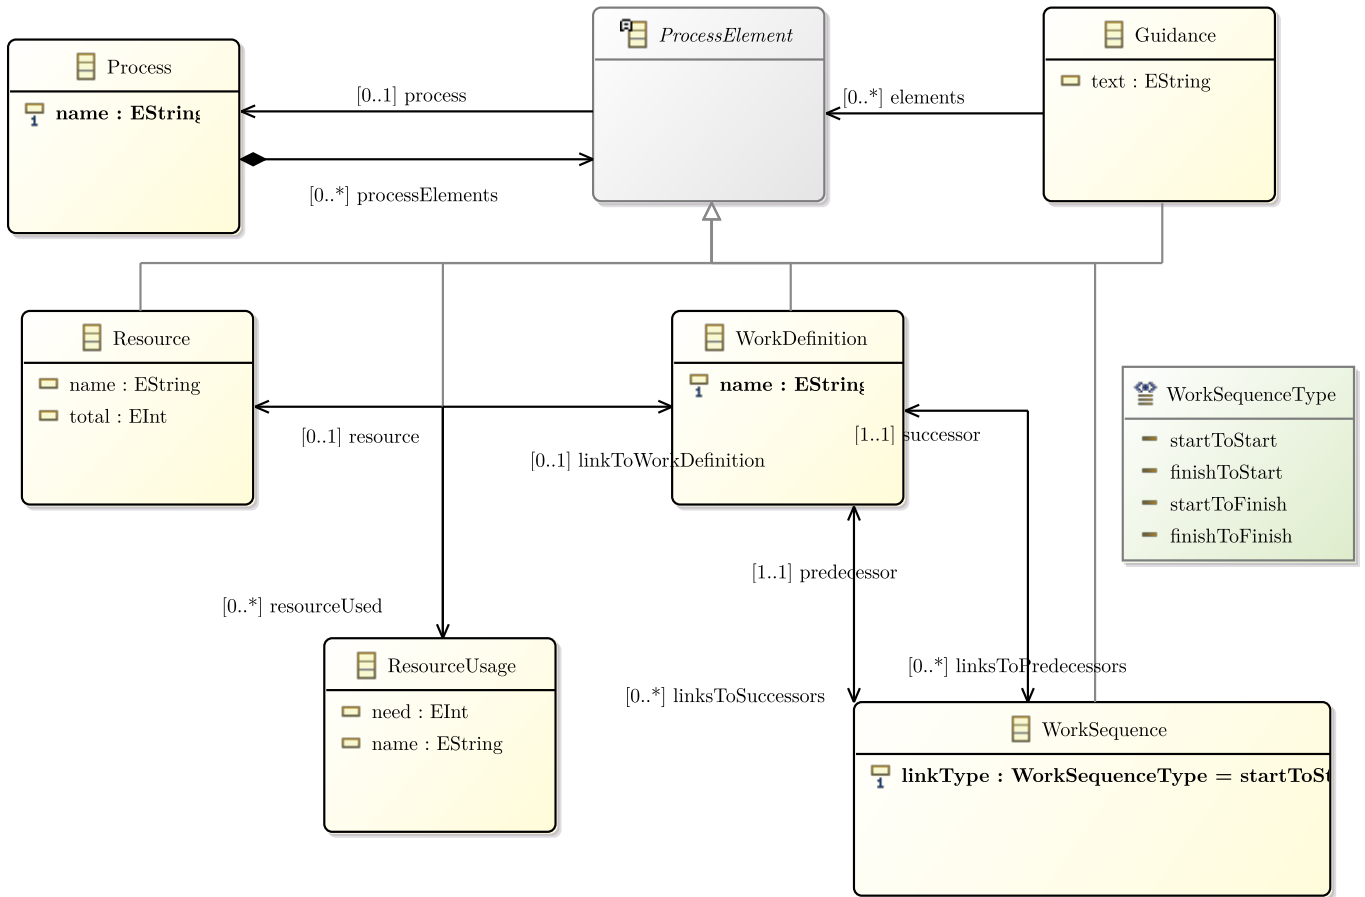 Process
name : EString
[0..1] process
[0..*] processElements
ProcessElement
[0..*] elements
Guidance
text : EString
Resource
name : EString
total : EInt
[0..1] resource
[0..1] linkToWorkDefinition
WorkDefinition
name : EString
[1..1] successor
WorkSequenceType
startToStart
finishToStart
startToFinish
finishToFinish
[1..1] predecessor
[0..*] resourceUsed
ResourceUsage
need : EInt
name : EString
[0..*] linksToPredecessors
[0..*] linksToSuccessors
WorkSequence
linkType : WorkSequenceType = startToSt